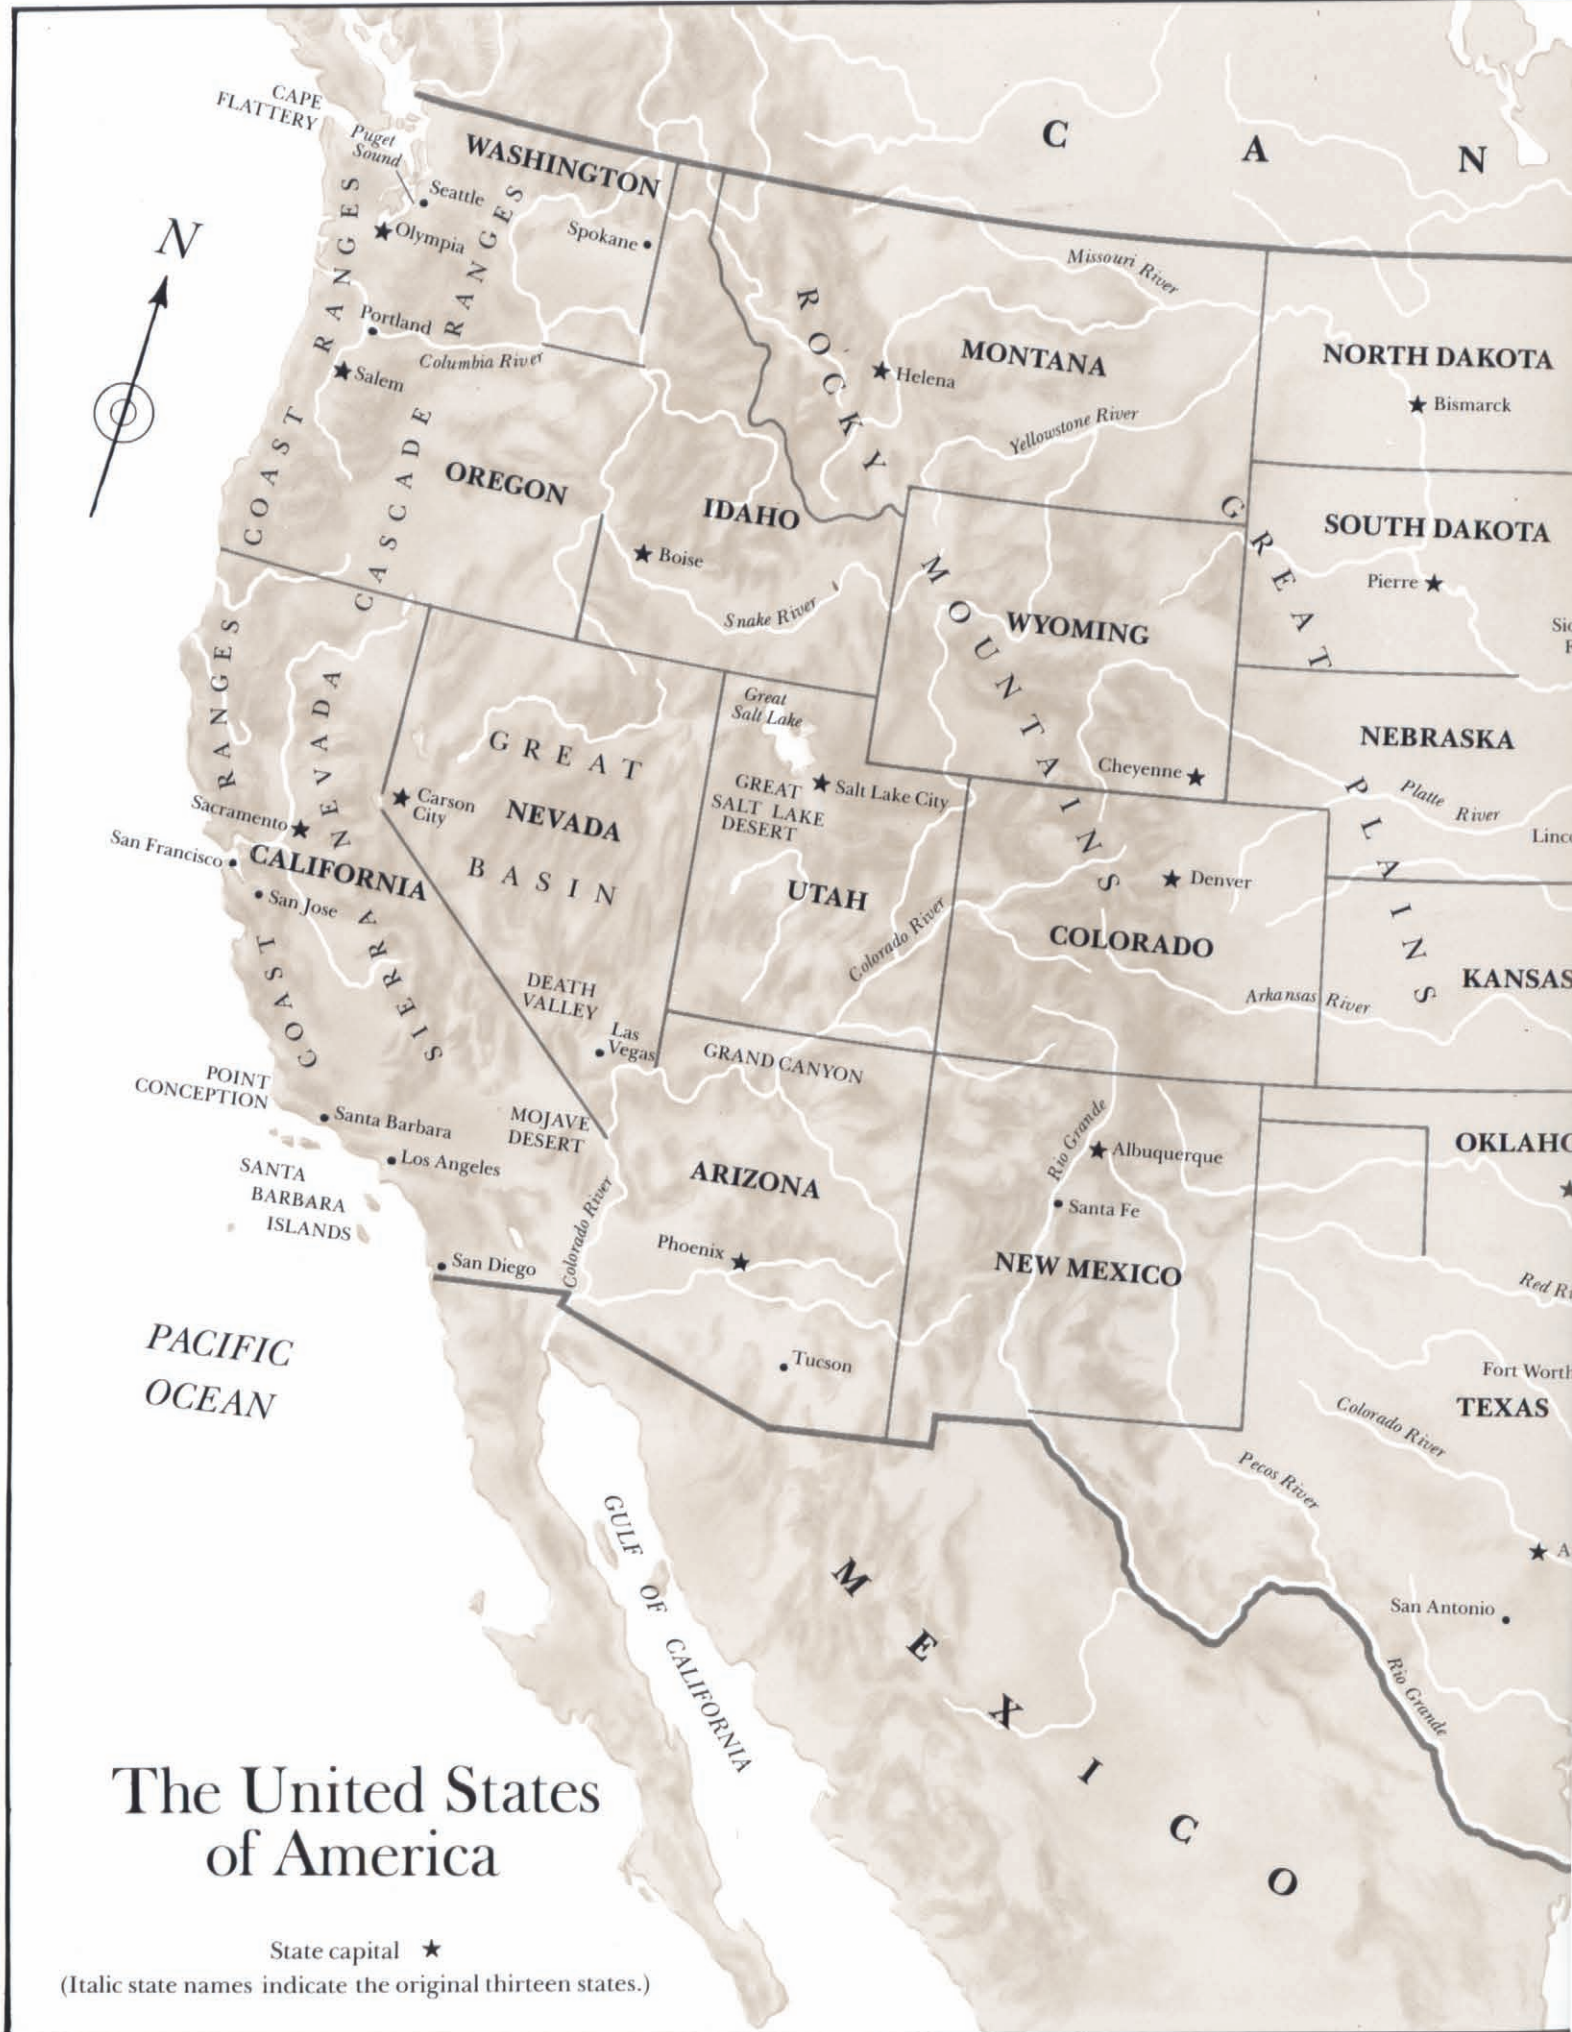 C A N
CAPE
FLATTERY
Puget
Sound
WASHINGTON
Seattle
Olympia
Spokane
N
COAST RANGES
CASCADE RANGES
Portland
Columbia River
Salem
OREGON
IDAHO
Boise
Snake River
Missouri River
MONTANA
Helena
Yellowstone River
ROCKY MOUNTAINS
NORTH DAKOTA
Bismarck
SOUTH DAKOTA
Pierre
GREAT PLAINS
WYOMING
Cheyenne
NEBRASKA
Platte River
COAST RANGES
SIERRA NEVADA
GREAT
BASIN
NEVADA
Carson
City
Great
Salt Lake
Salt Lake City
GREAT
SALT LAKE
DESERT
UTAH
Colorado River
Sacramento
San Francisco
CALIFORNIA
San Jose
DEATH
VALLEY
Las
Vegas
Denver
COLORADO
Arkansas River
KANSAS
GRAND CANYON
POINT
CONCEPTION
Santa Barbara
MOJAVE
DESERT
Los Angeles
SANTA
BARBARA
ISLANDS
San Diego
Colorado River
ARIZONA
Phoenix
Tucson
Rio Grande
Albuquerque
Santa Fe
NEW MEXICO
OKLAHO
Red R
Fort Worth
TEXAS
Colorado River
Pecos River
A
San Antonio
Rio Grande
PACIFIC
OCEAN
GULF OF CALIFORNIA
MEXICO
The United States
of America
State capital
(Italic state names indicate the original thirteen states.)